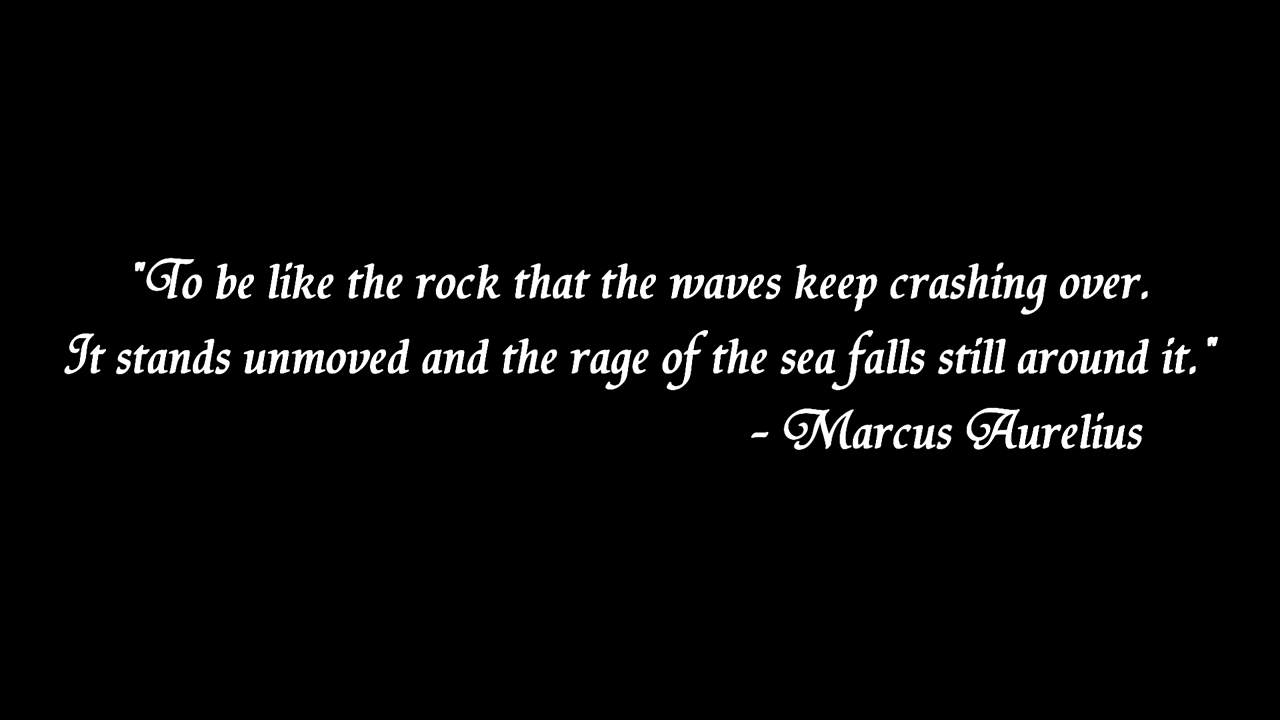 "To be like the rock that the waves keep crashing over.
It stands unmoved and the rage of the sea falls still around it."
- Marcus Aurelius